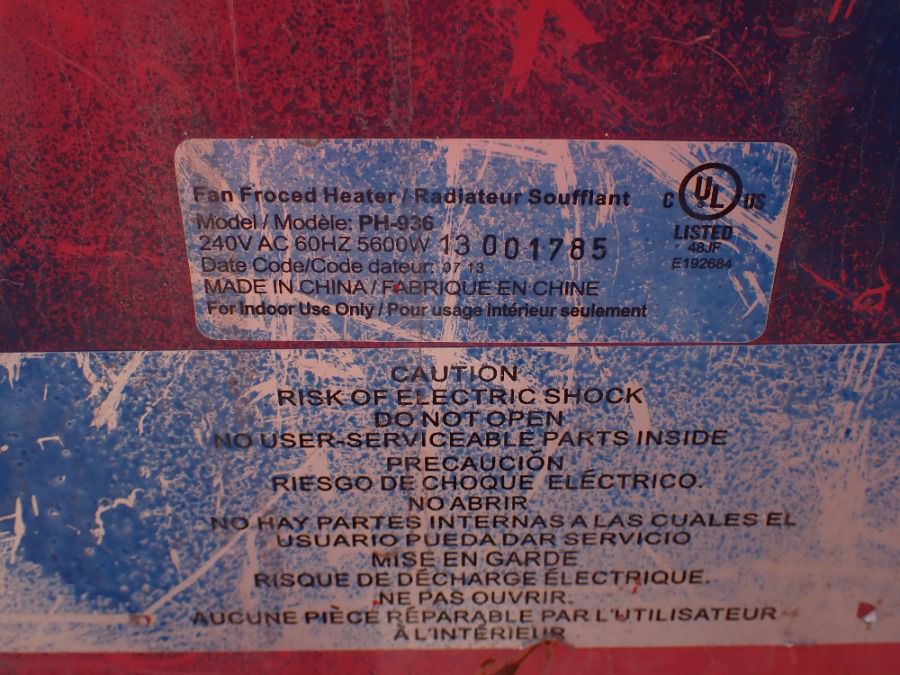 Fan Froced Heater / Radiateur Soufflant
Model / Modèle: PH-936
240V AC 60HZ 5600W 13 001785
Date Code/Code dateur: 07 13
MADE IN CHINA / FABRIQUE EN CHINE
For Indoor Use Only / Pour usage intérieur seulement
C UL US
LISTED
48JF
E192684
CAUTION
RISK OF ELECTRIC SHOCK
DO NOT OPEN
NO USER-SERVICEABLE PARTS INSIDE
PRECAUCIÓN
RIESGO DE CHOQUE ELÉCTRICO.
NO ABRIR
NO HAY PARTES INTERNAS A LAS CUALES EL
USUARIO PUEDA DAR SERVICIO
MISE EN GARDE
RISQUE DE DÉCHARGE ÉLECTRIQUE.
NE PAS OUVRIR.
AUCUNE PIÈCE RÉPARABLE PAR L'UTILISATEUR
À L'INTÉRIEUR